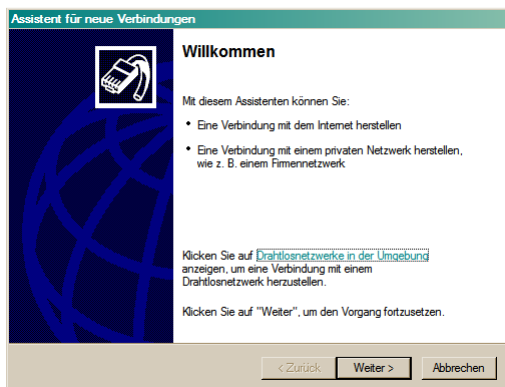 Assistent für neue Verbindungen
Willkommen
Mit diesem Assistenten können Sie:
• Eine Verbindung mit dem Internet herstellen
• Eine Verbindung mit einem privaten Netzwerk herstellen,
wie z. B. einem Firmennetzwerk
Klicken Sie auf Drahtlosnetzwerke in der Umgebung
anzeigen, um eine Verbindung mit einem
Drahtlosnetzwerk herzustellen.
Klicken Sie auf "Weiter", um den Vorgang fortzusetzen.
< Zurück Weiter > Abbrechen